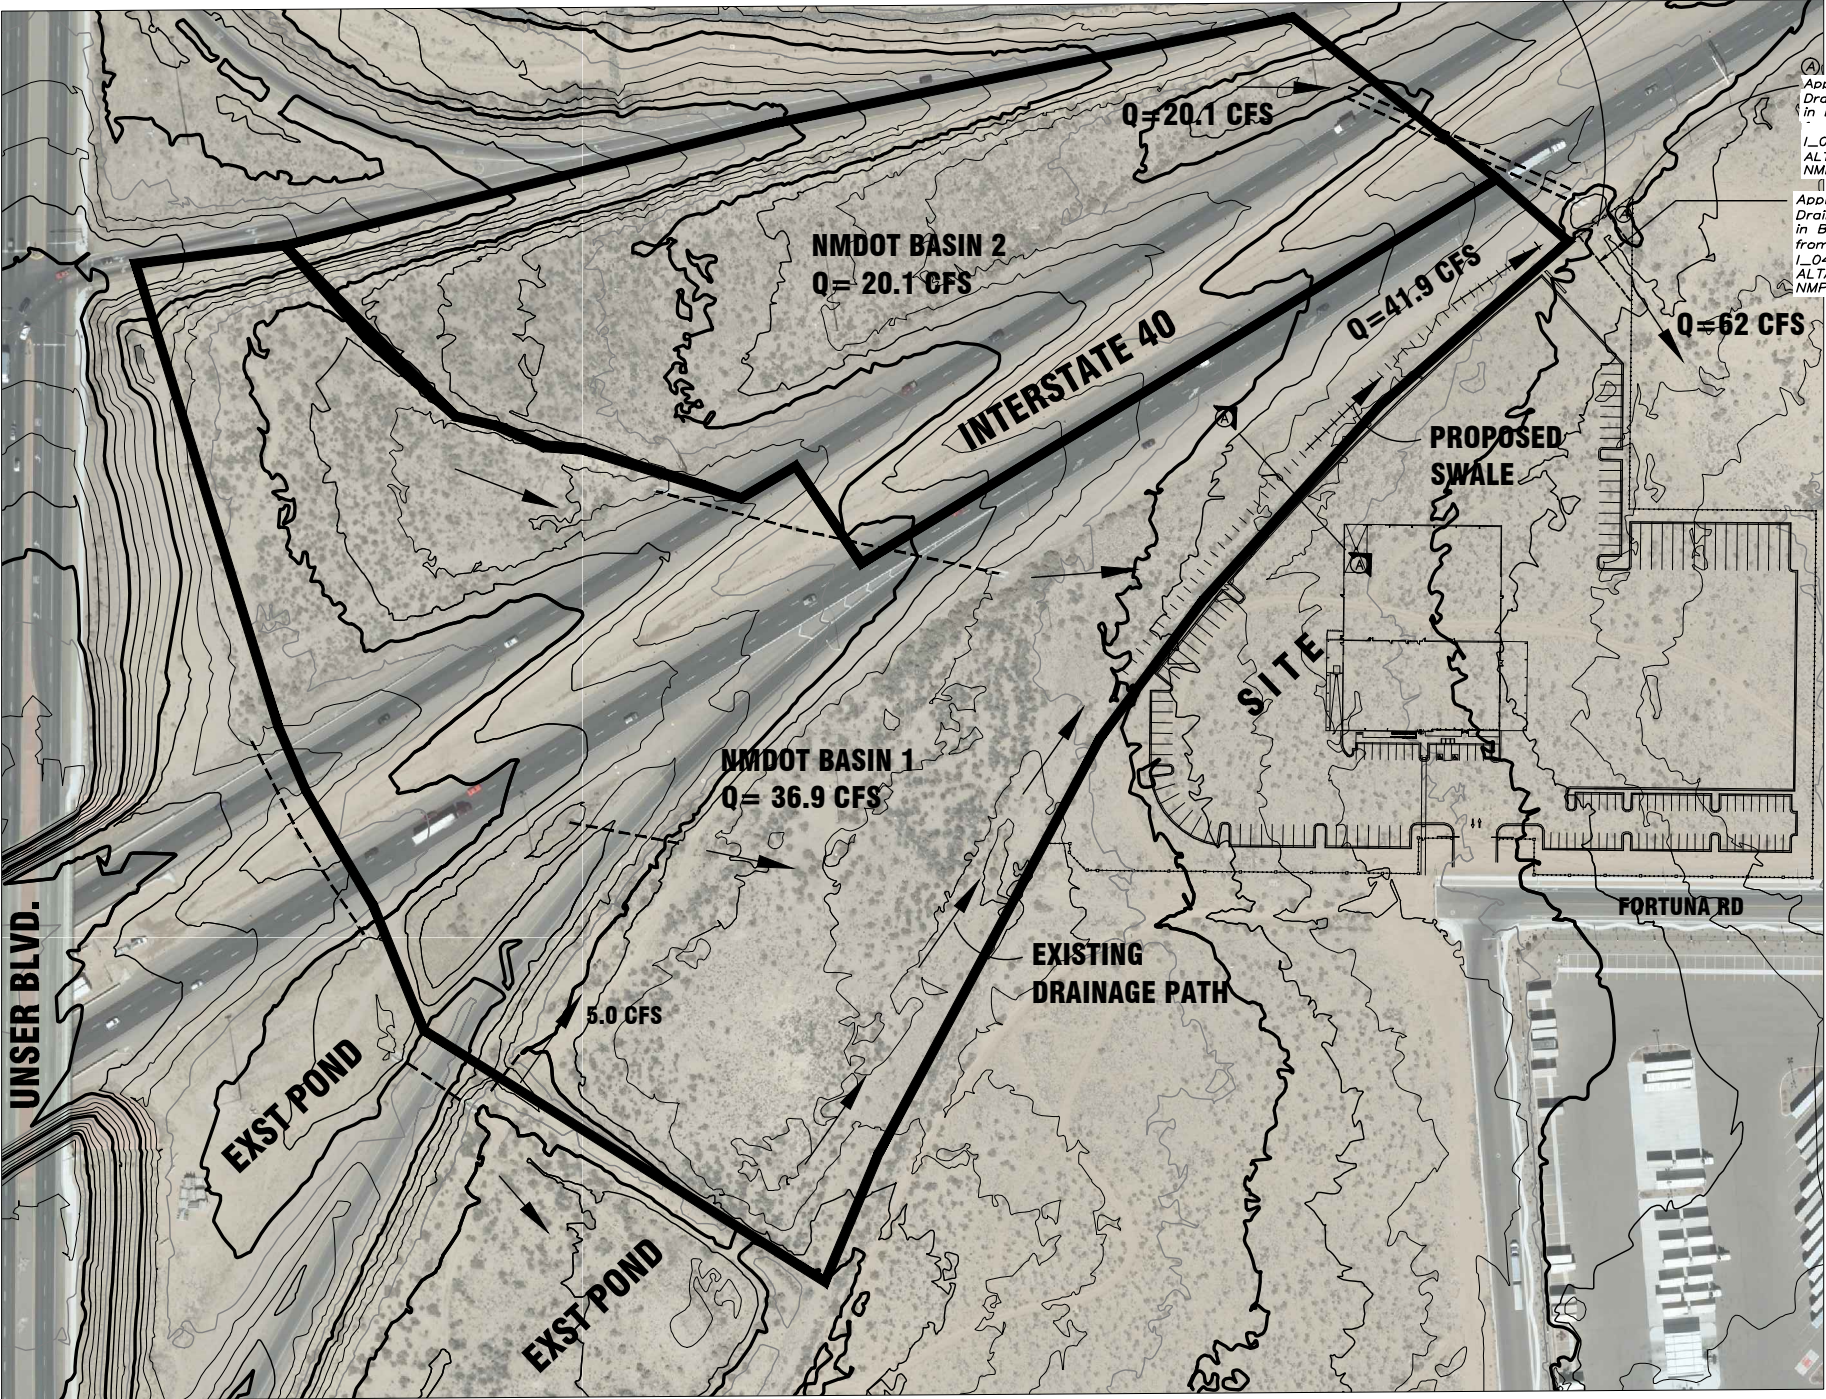 Q=20.1 CFS
NMDOT BASIN 2
Q= 20.1 CFS
INTERSTATE 40
Q=41.9 CFS
Q=62 CFS
PROPOSED
SWALE
SITE
NMDOT BASIN 1
Q= 36.9 CFS
FORTUNA RD
EXISTING
DRAINAGE PATH
5.0 CFS
UNSER BLVD.
EXST POND
EXST POND
A
A
A
A
in B
from